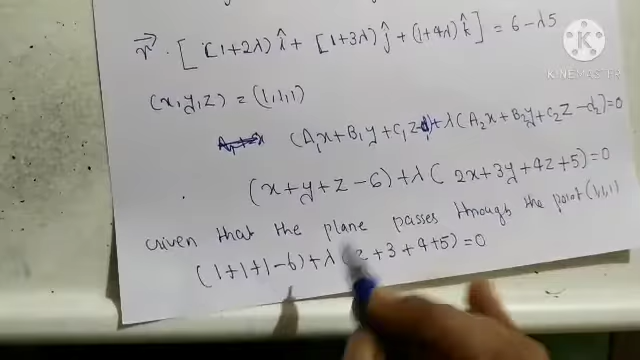 r⃗ · [ (1+2λ) î + [1+3λ) ĵ + (1+4λ) k̂ ] = 6 - λ5
KINEMASTER
(x,y,z) = (1,1,1)
(A₁x+B₁y+C₁z-d₁)+λ(A₂x+B₂y+C₂z-d₂)=0
(x+y+z-6)+λ( 2x+3y+4z+5)=0
Given that the plane passes through the point (1,1,1)
(1+1+1-6)+λ(2+3+4+5)=0